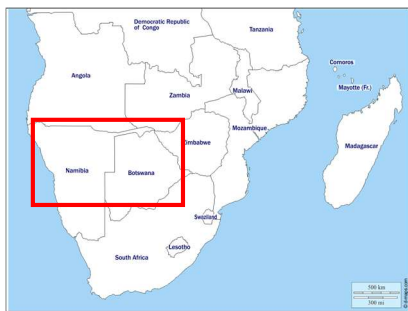 Democratic Republic
of Congo
Tanzania
Angola
Comoros
Malawi
Mayotte (Fr.)
Zambia
Mozambique
Zimbabwe
Madagascar
Namibia
Botswana
Swaziland
Lesotho
South Africa
500 km
300 mi